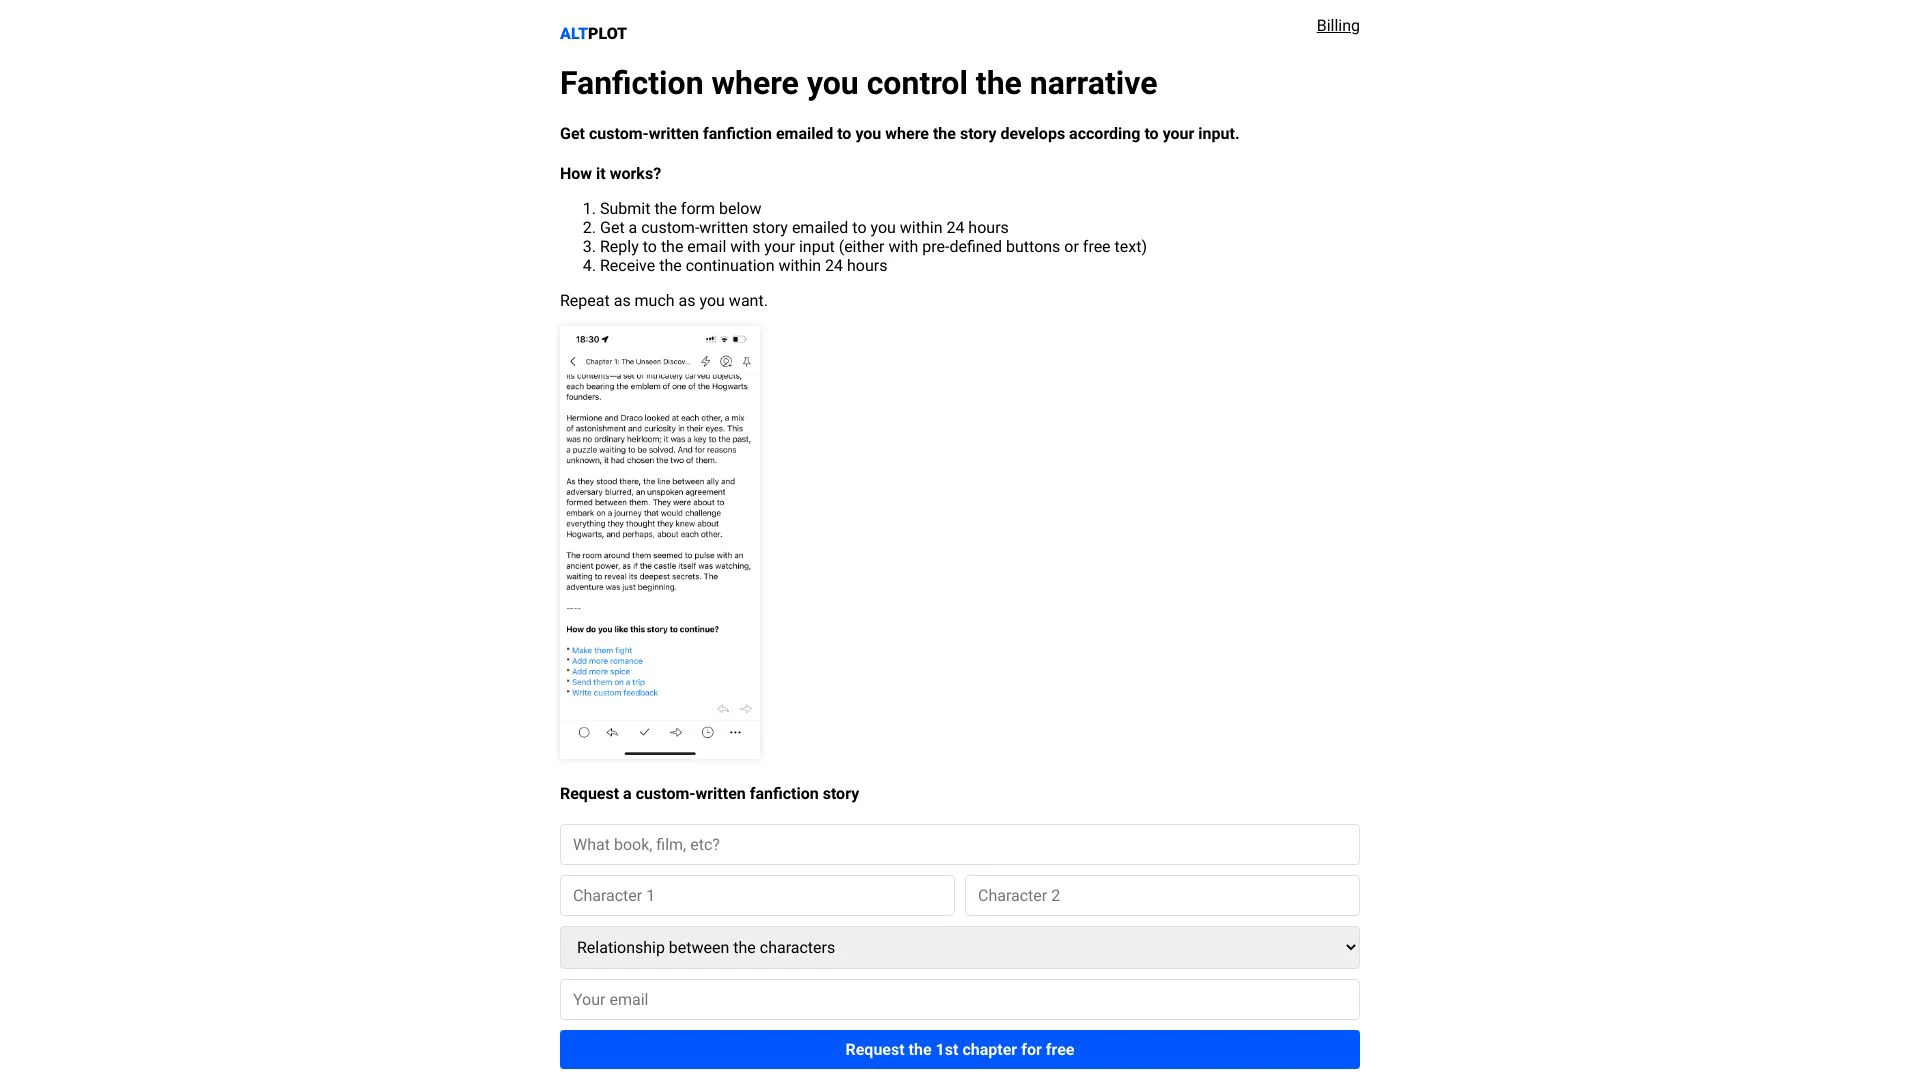 ALTPLOT
Billing
Fanfiction where you control the narrative
Get custom-written fanfiction emailed to you where the story develops according to your input.
How it works?
1. Submit the form below
2. Get a custom-written story emailed to you within 24 hours
3. Reply to the email with your input (either with pre-defined buttons or free text)
4. Receive the continuation within 24 hours
Repeat as much as you want.
18:30
Chapter 1: The Unseen Discov...
its contents—a set of intricately carved objects,
each bearing the emblem of one of the Hogwarts
founders.
Hermione and Draco looked at each other, a mix
of astonishment and curiosity in their eyes. This
was no ordinary heirloom; it was a key to the past,
a puzzle waiting to be solved. And for reasons
unknown, it had chosen the two of them.
As they stood there, the line between ally and
adversary blurred, an unspoken agreement
formed between them. They were about to
embark on a journey that would challenge
everything they thought they knew about
Hogwarts, and perhaps, about each other.
The room around them seemed to pulse with an
ancient power, as if the castle itself was watching,
waiting to reveal its deepest secrets. The
adventure was just beginning.
----
How do you like this story to continue?
* Make them fight
* Add more romance
* Add more spice
* Send them on a trip
* Write custom feedback
Request a custom-written fanfiction story
What book, film, etc?
Character 1
Character 2
Relationship between the characters
Your email
Request the 1st chapter for free